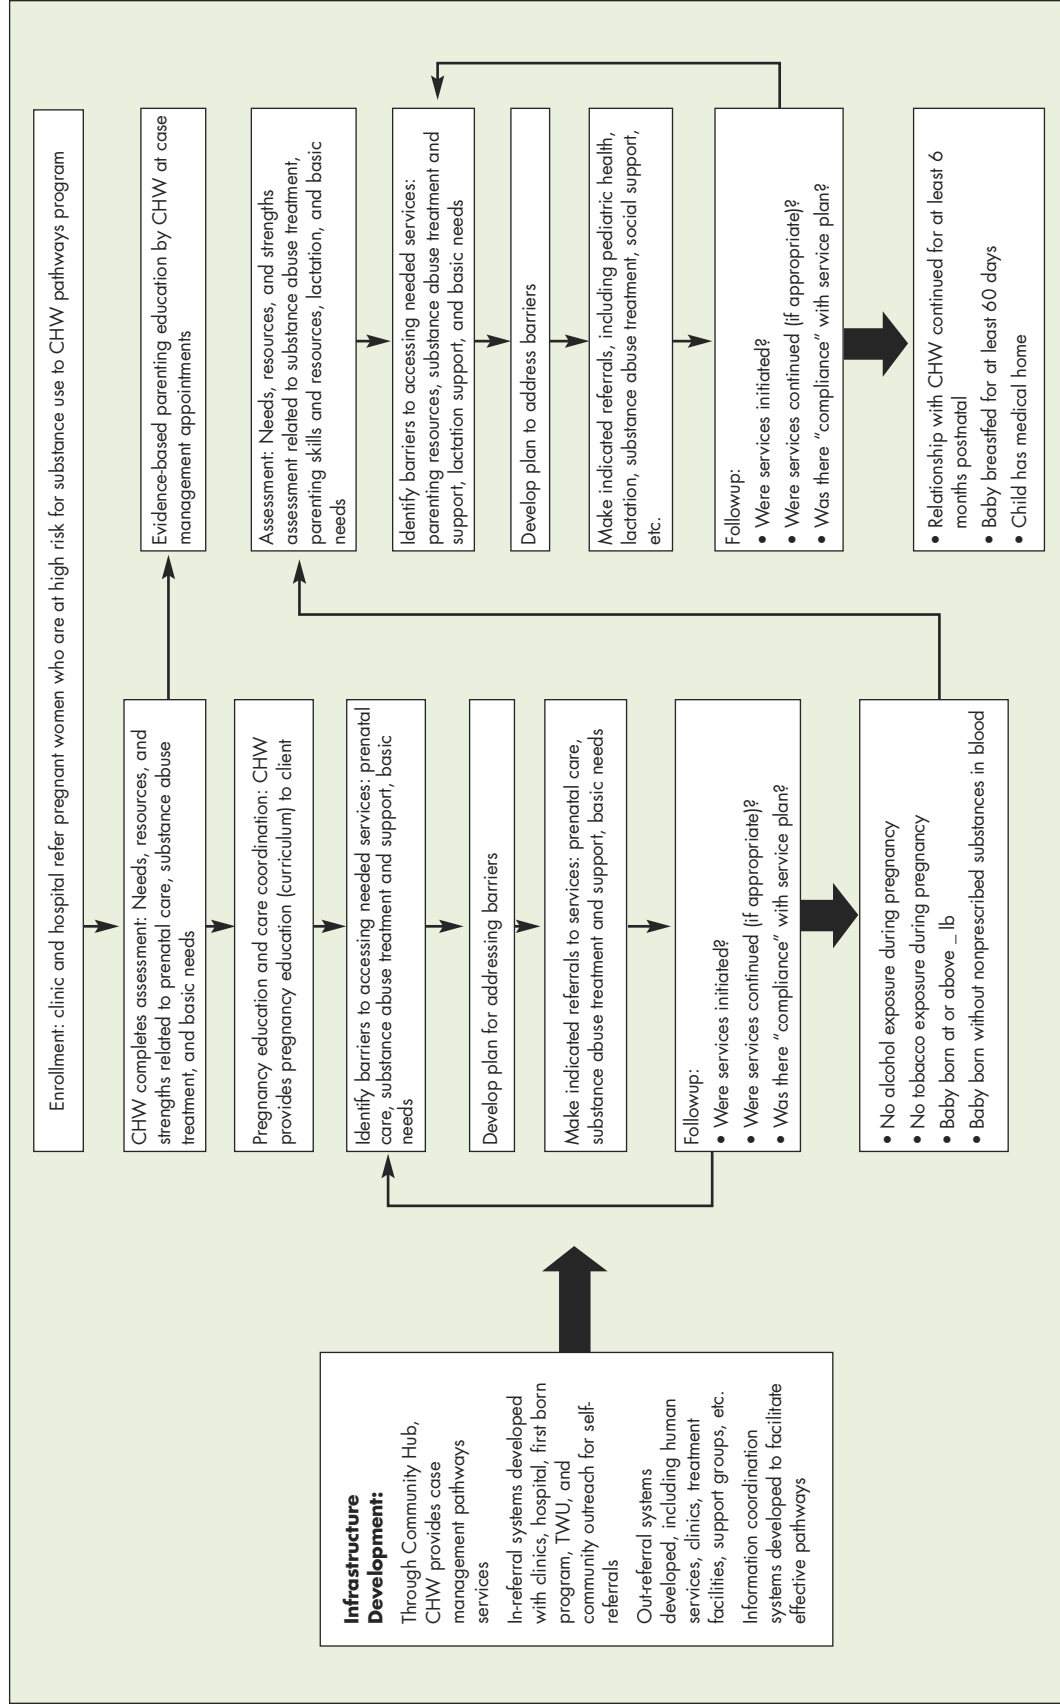 Enrollment: clinic and hospital refer pregnant women who are at high risk for substance use to CHW pathways program
Infrastructure
Development:
Through Community Hub,
CHW provides case
management pathways
services
In-referral systems developed
with clinics, hospital, first born
program, TWU, and
community outreach for self-
referrals
Out-referral systems
developed, including human
services, clinics, treatment
facilities, support groups, etc.
Information coordination
systems developed to facilitate
effective pathways
CHW completes assessment: Needs, resources, and
strengths related to prenatal care, substance abuse
treatment, and basic needs
Pregnancy education and care coordination: CHW
provides pregnancy education (curriculum) to client
Identify barriers to accessing needed services: prenatal
care, substance abuse treatment and support, basic
needs
Develop plan for addressing barriers
Make indicated referrals to services: prenatal care,
substance abuse treatment and support, basic needs
Followup:
• Were services initiated?
• Were services continued (if appropriate)?
• Was there “compliance” with service plan?
• No alcohol exposure during pregnancy
• No tobacco exposure during pregnancy
• Baby born at or above _ lb
• Baby born without nonprescribed substances in blood
Evidence-based parenting education by CHW at case
management appointments
Assessment: Needs, resources, and strengths
assessment related to substance abuse treatment,
parenting skills and resources, lactation, and basic
needs
Identify barriers to accessing needed services:
parenting resources, substance abuse treatment and
support, lactation support, and basic needs
Develop plan to address barriers
Make indicated referrals, including pediatric health,
lactation, substance abuse treatment, social support,
etc.
Followup:
• Were services initiated?
• Were services continued (if appropriate)?
• Was there “compliance” with service plan?
• Relationship with CHW continued for at least 6
months postnatal
• Baby breastfed for at least 60 days
• Child has medical home